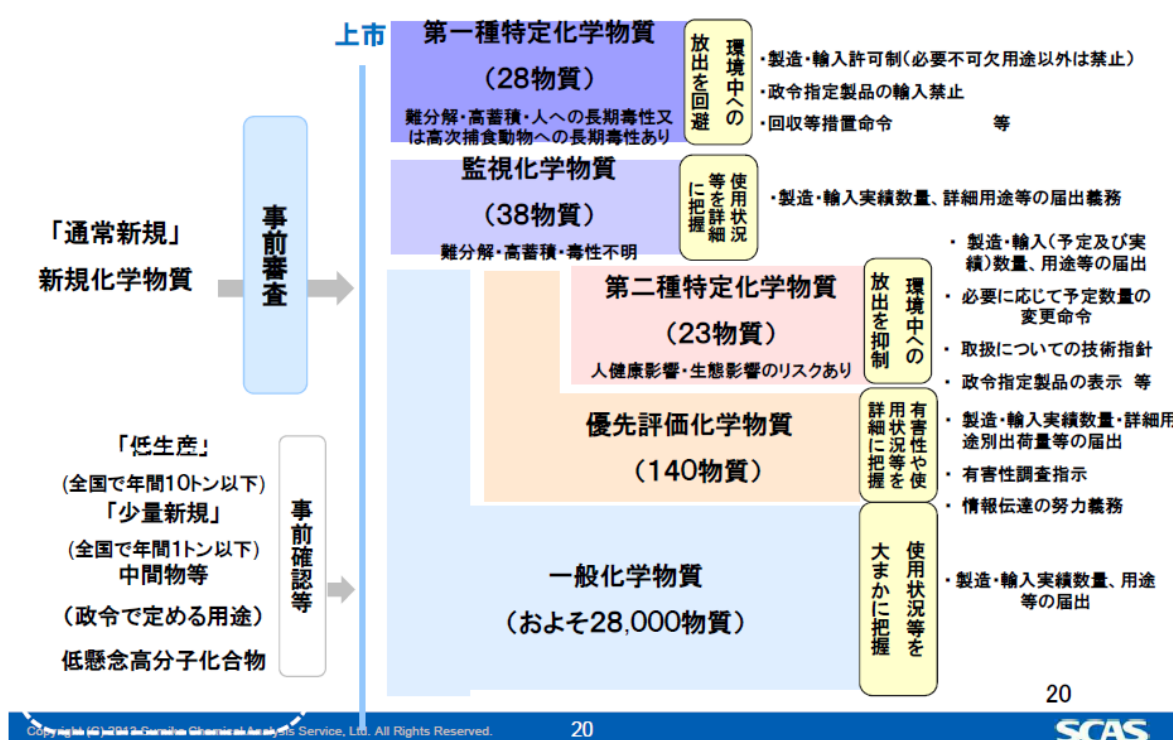 上市
第一種特定化学物質
(28物質)
難分解・高蓄積・人への長期毒性又
は高次捕食動物への長期毒性あり
環境中への
放出を回避
・製造・輸入許可制(必要不可欠用途以外は禁止)
・政令指定製品の輸入禁止
・回収等措置命令 等
監視化学物質
(38物質)
難分解・高蓄積・毒性不明
使用状況
等を詳細
に把握
・製造・輸入実績数量、詳細用途等の届出義務
「通常新規」
新規化学物質
事前審査
第二種特定化学物質
(23物質)
人健康影響・生態影響のリスクあり
環境中への
放出を抑制
・ 製造・輸入(予定及び実
績)数量、用途等の届出
・ 必要に応じて予定数量の
変更命令
・ 取扱についての技術指針
・ 政令指定製品の表示 等
優先評価化学物質
(140物質)
有害性や使
用状況等を
詳細に把握
・ 製造・輸入実績数量・詳細用
途別出荷量等の届出
・ 有害性調査指示
・ 情報伝達の努力義務
「低生産」
(全国で年間10トン以下)
「少量新規」
(全国で年間1トン以下)
中間物等
(政令で定める用途)
低懸念高分子化合物
事前確認等
一般化学物質
(およそ28,000物質)
使用状況等を
大まかに把握
・製造・輸入実績数量、用途
等の届出
20
Copyright (C) 2013 Sumika Chemical Analysis Service, Ltd. All Rights Reserved.
20
SCAS